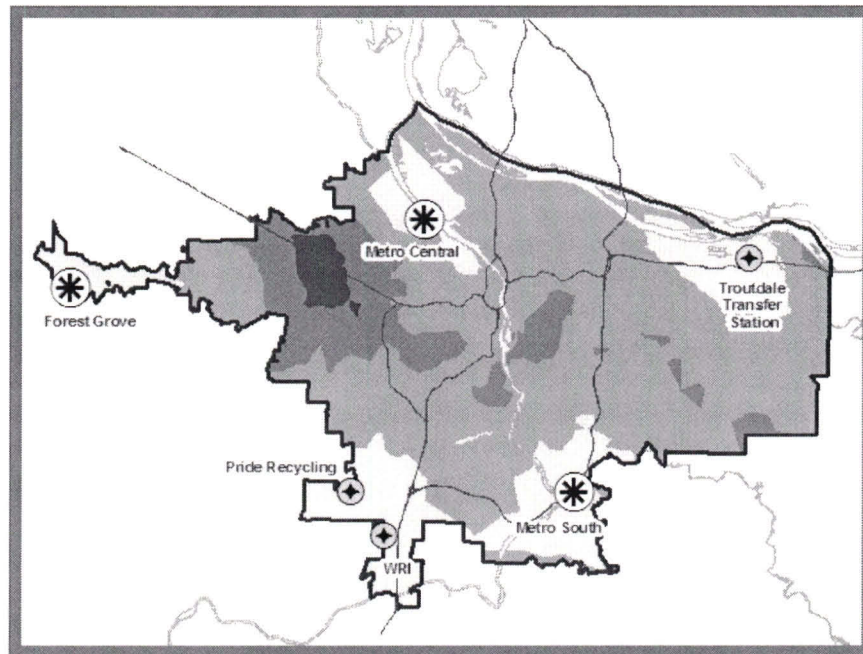 Metro Central
Forest Grove
Troutdale
Transfer
Station
Pride Recycling
Metro South
WRI